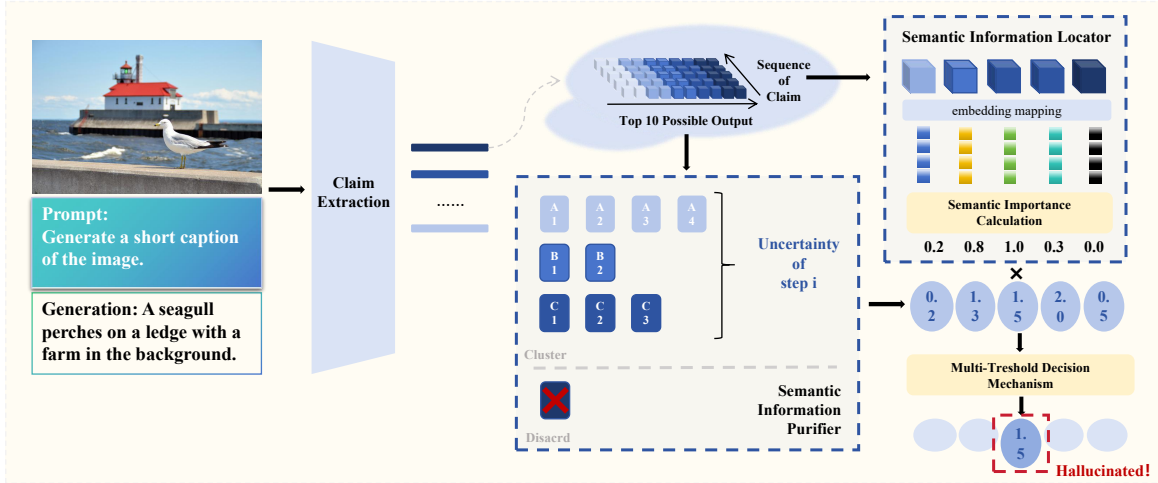 Prompt:
Generate a short caption
of the image.
Generation: A seagull
perches on a ledge with a
farm in the background.
Claim
Extraction
......
Sequence
of
Claim
Top 10 Possible Output
A
1
A
2
A
3
A
4
B
1
B
2
C
1
C
2
C
3
Uncertainty
of
step i
Cluster
Disacrd
Semantic
Information
Purifier
Semantic Information Locator
embedding mapping
Semantic Importance
Calculation
0.2 0.8 1.0 0.3 0.0
×
0.
2
1.
3
1.
5
2.
0
0.
5
Multi-Treshold Decision
Mechanism
1.
5
Hallucinated!